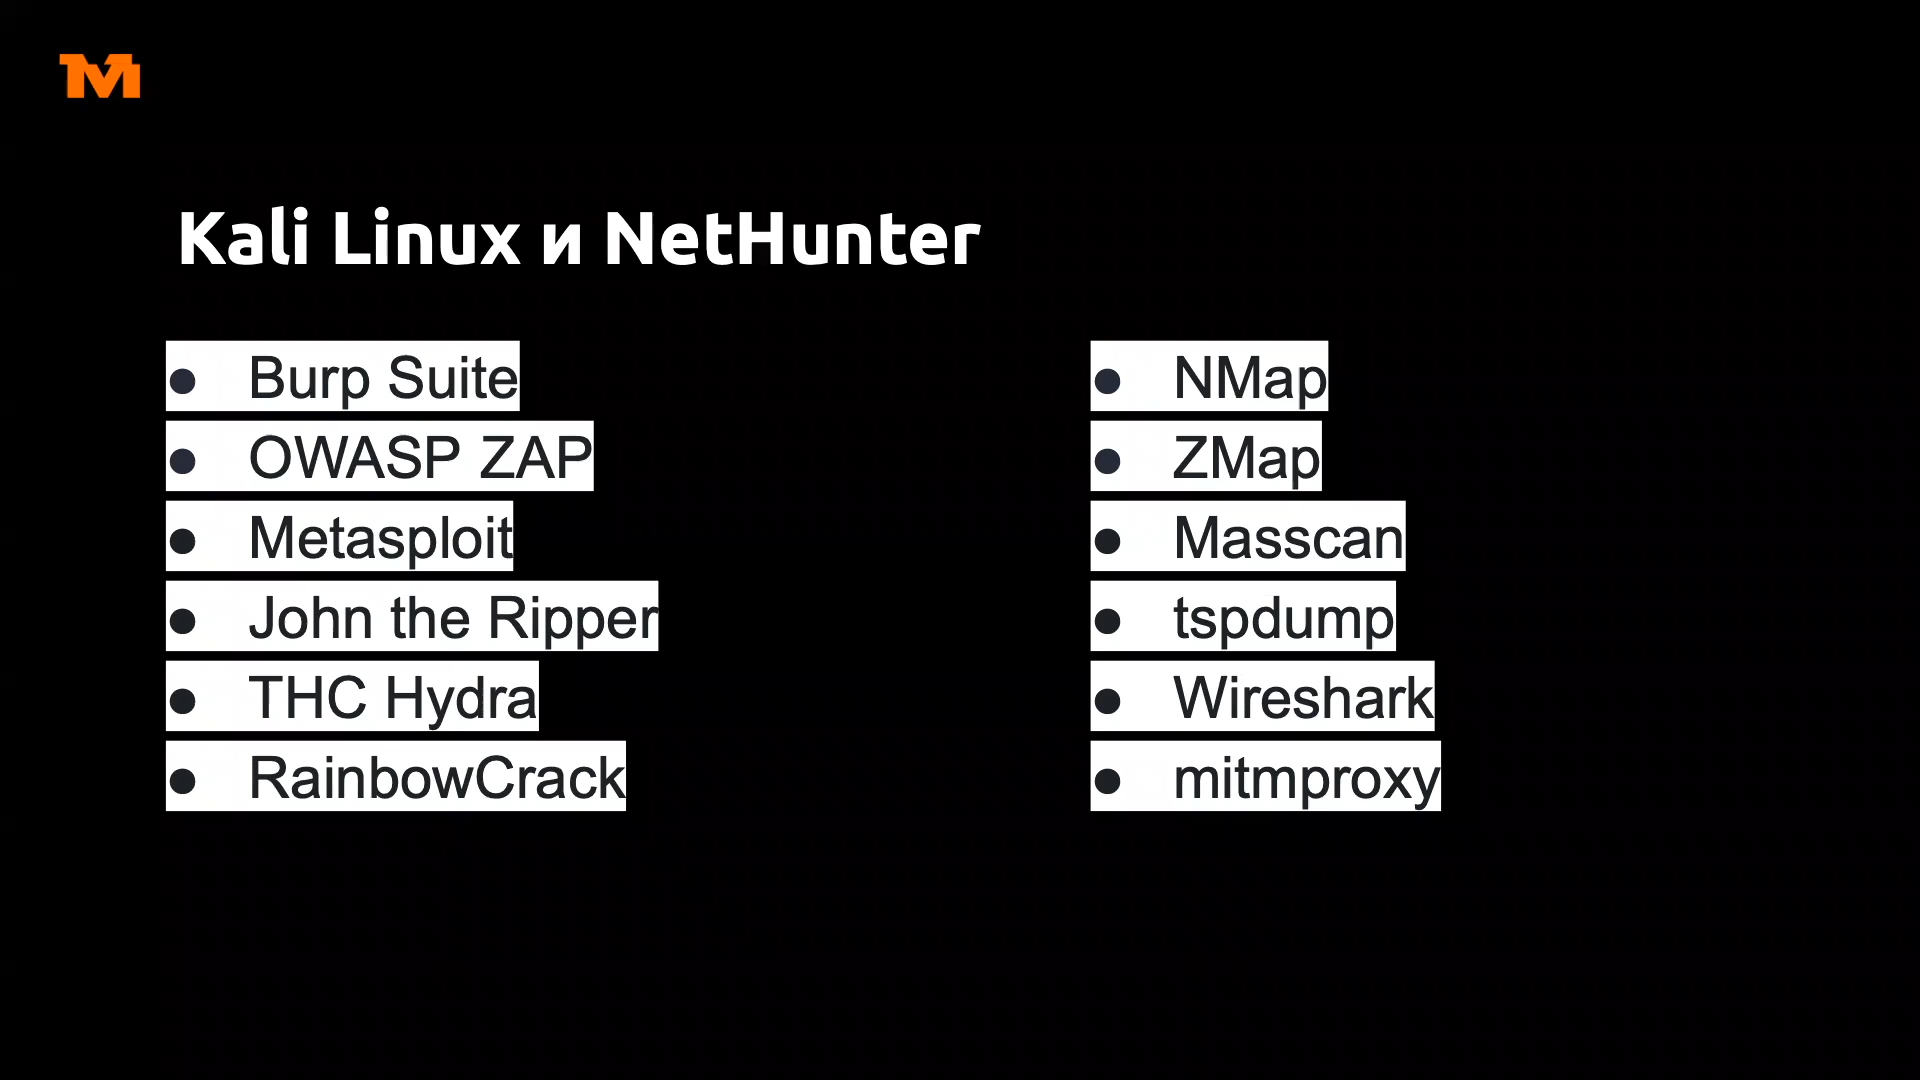 Kali Linux и NetHunter
● Burp Suite
● OWASP ZAP
● Metasploit
● John the Ripper
● THC Hydra
● RainbowCrack
● NMap
● ZMap
● Masscan
● tspdump
● Wireshark
● mitmproxy